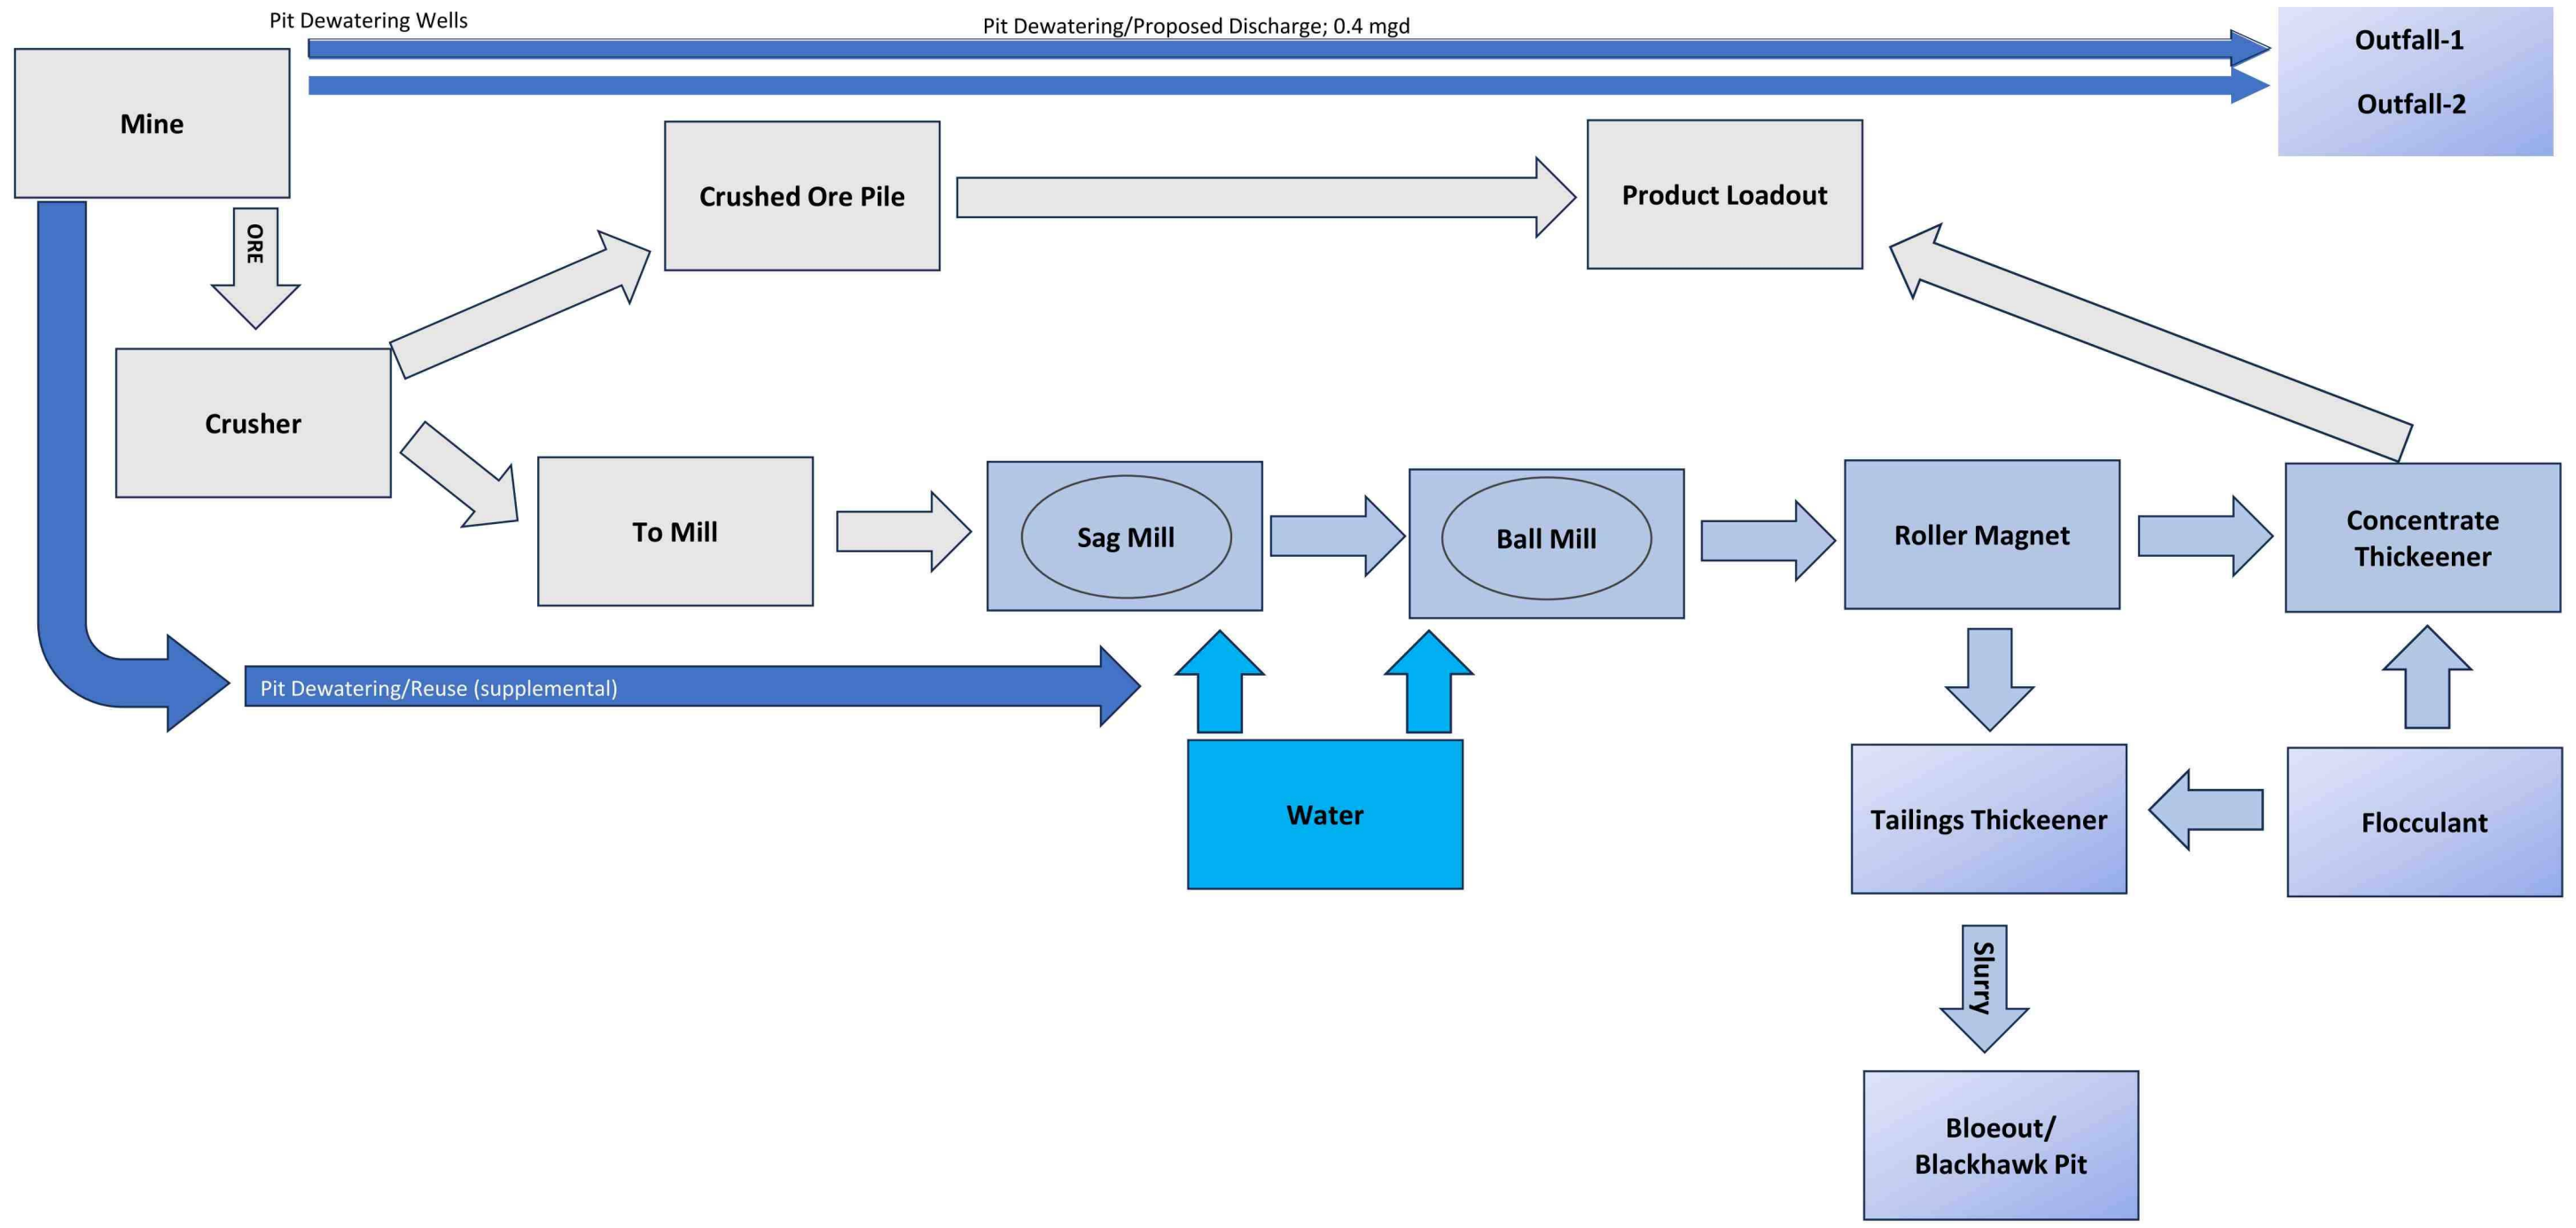 Pit Dewatering Wells
Pit Dewatering/Proposed Discharge; 0.4 mgd
Outfall-1
Outfall-2
Mine
Crushed Ore Pile
Product Loadout
ORE
Crusher
To Mill
Sag Mill
Ball Mill
Roller Magnet
Concentrate
Thickeener
Pit Dewatering/Reuse (supplemental)
Water
Tailings Thickeener
Flocculant
Slurry
Bloeout/
Blackhawk Pit